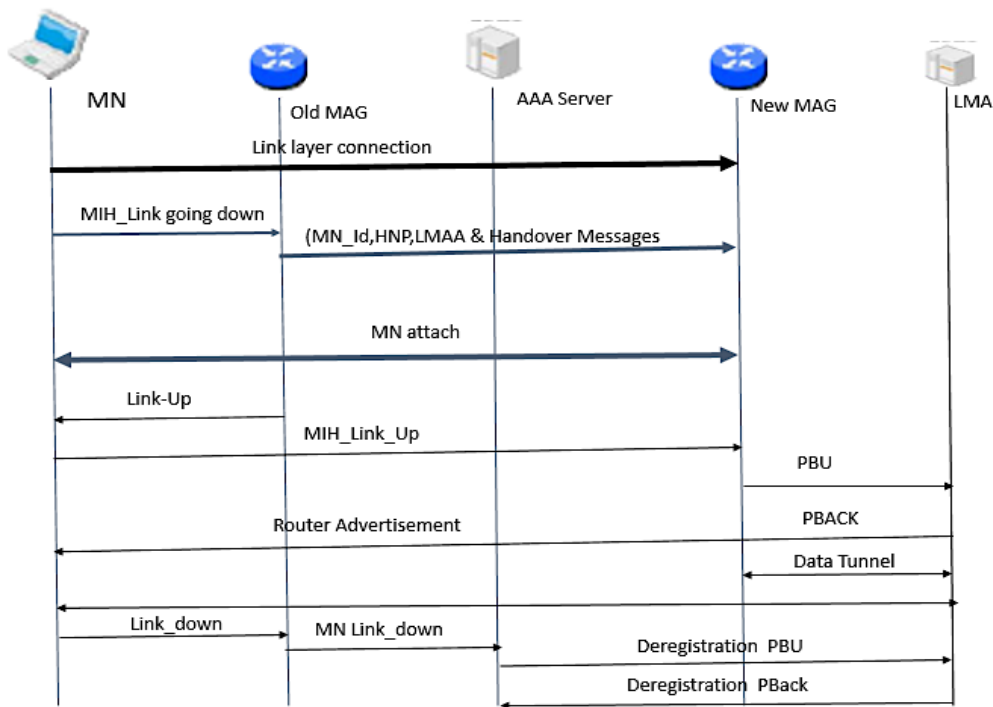 MN
Old MAG
AAA Server
New MAG
LMA
Link layer connection
MIH_Link going down
(MN_Id,HNP,LMAA & Handover Messages
MN attach
Link-Up
MIH_Link_Up
PBU
Router Advertisement
PBACK
Data Tunnel
Link_down
MN Link_down
Deregistration PBU
Deregistration PBack